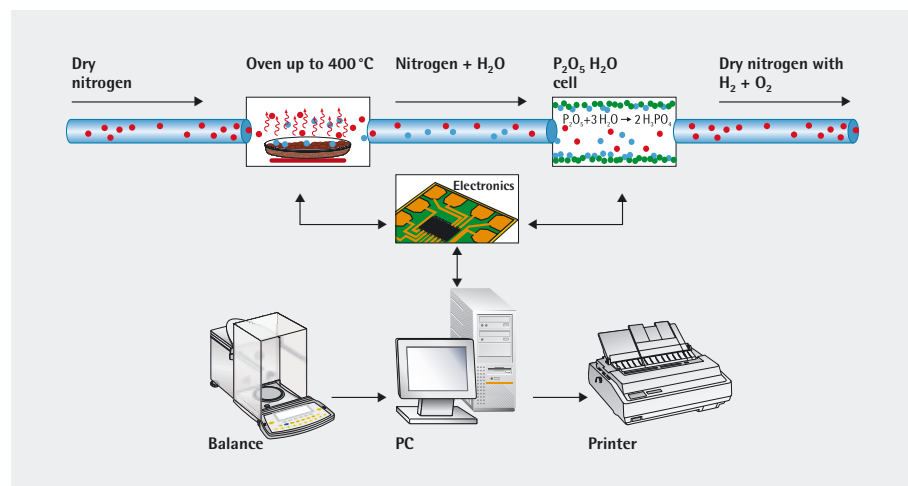 Dry
nitrogen
Oven up to 400 °C
Nitrogen + H₂O
P₂O₅ H₂O
cell
Dry nitrogen with
H₂ + O₂
P₂O₅+3 H₂O → 2 H₃PO₄
Electronics
Balance
PC
Printer